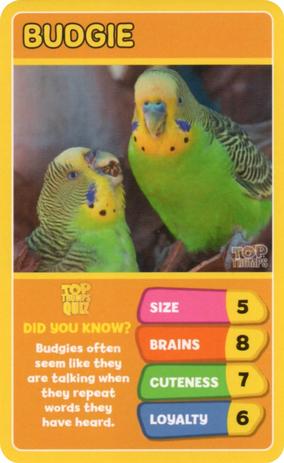 BUDGIE
TOP
TRUMPS
TOP
TRUMPS
QUIZ
DID YOU KNOW?
Budgies often
seem like they
are talking when
they repeat
words they
have heard.
SIZE 5
BRAINS 8
CUTENESS 7
LOYALTY 6